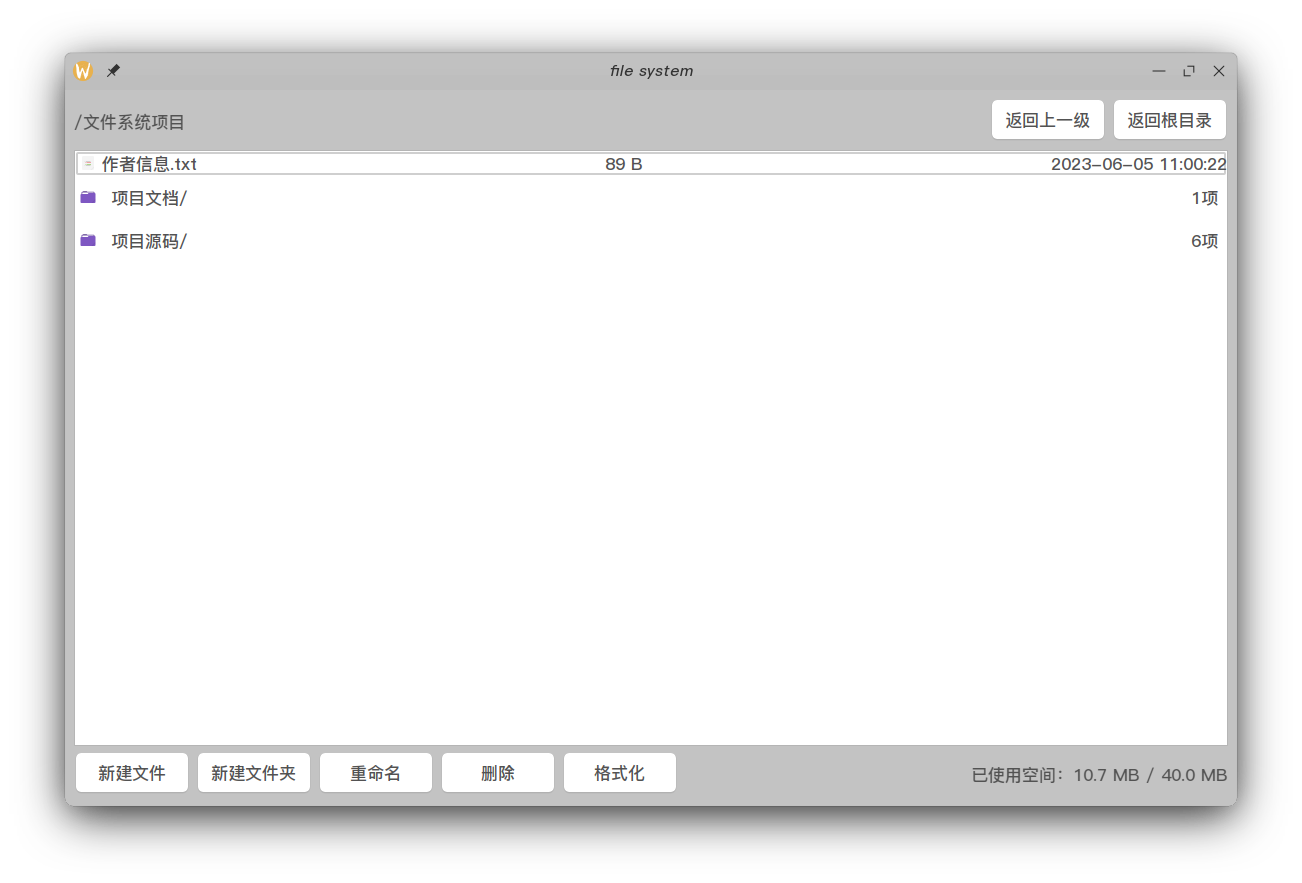 W file system
/文件系统项目 返回上一级 返回根目录
作者信息.txt 89 B 2023-06-05 11:00:22
项目文档/ 1项
项目源码/ 6项
新建文件 新建文件夹 重命名 删除 格式化 已使用空间：10.7 MB / 40.0 MB